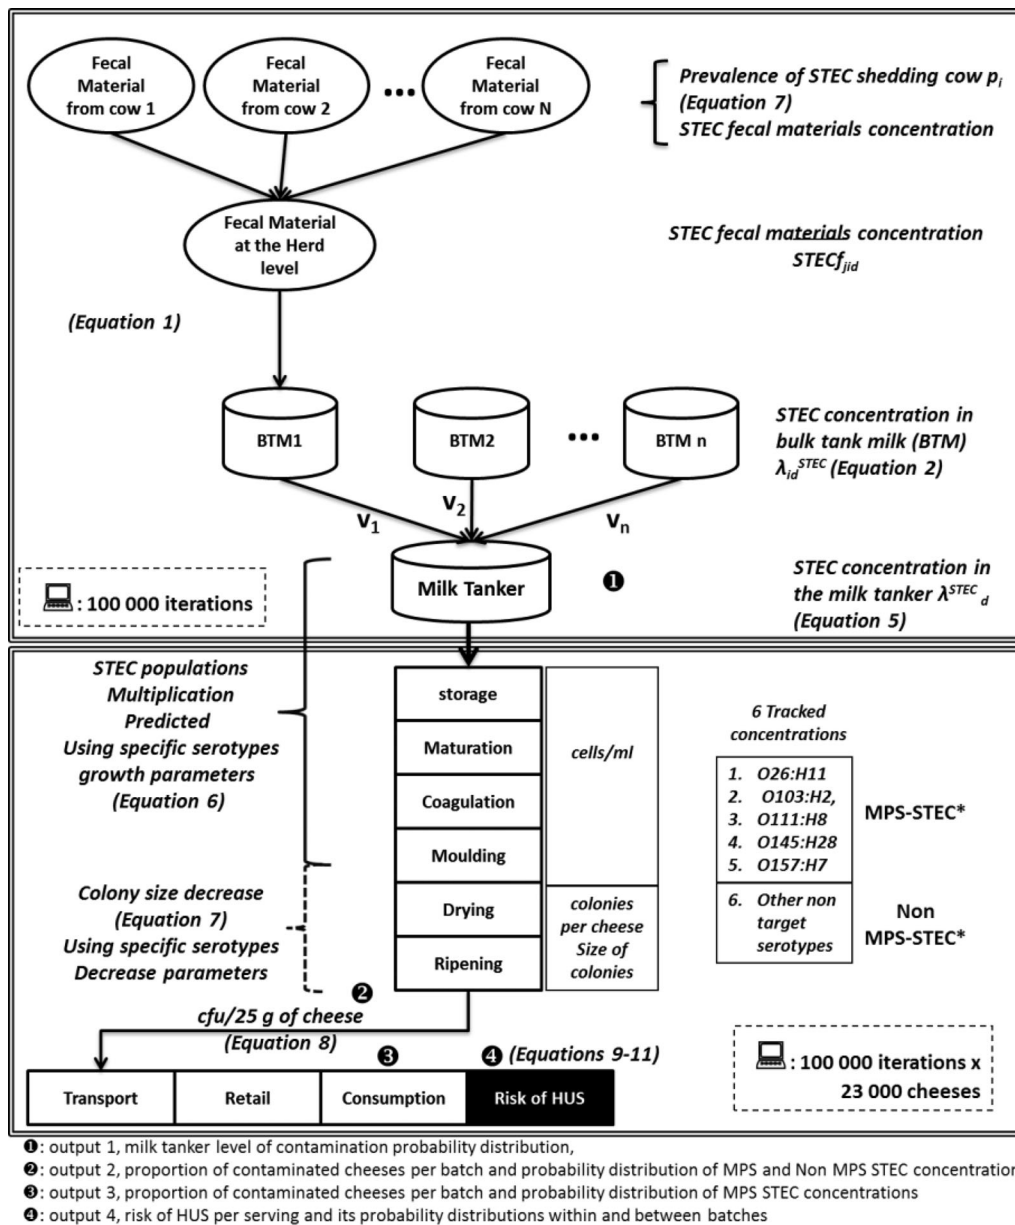 Fecal
Material
from cow 1
Fecal
Material
from cow 2
...
Fecal
Material
from cow N
Prevalence of STEC shedding cow pi
(Equation 7)
STEC fecal materials concentration
Fecal Material
at the Herd
level
STEC fecal materials concentration
STECfjid
(Equation 1)
BTM1
BTM2
...
BTM n
STEC concentration in
bulk tank milk (BTM)
λidSTEC (Equation 2)
v1
v2
vn
Milk Tanker
❶
STEC concentration in
the milk tanker λSTECd
(Equation 5)
: 100 000 iterations
STEC populations
Multiplication
Predicted
Using specific serotypes
growth parameters
(Equation 6)
storage
Maturation
Coagulation
Moulding
Drying
Ripening
cells/ml
colonies
per cheese
Size of
colonies
6 Tracked
concentrations
1. O26:H11
2. O103:H2,
3. O111:H8
4. O145:H28
5. O157:H7
MPS-STEC*
6. Other non
target
serotypes
Non
MPS-STEC*
Colony size decrease
(Equation 7)
Using specific serotypes
Decrease parameters
❷
cfu/25 g of cheese
(Equation 8)
❸
❹ (Equations 9-11)
Transport
Retail
Consumption
Risk of HUS
: 100 000 iterations x
23 000 cheeses
❶: output 1, milk tanker level of contamination probability distribution,
❷: output 2, proportion of contaminated cheeses per batch and probability distribution of MPS and Non MPS STEC concentration
❸: output 3, proportion of contaminated cheeses per batch and probability distribution of MPS STEC concentrations
❹: output 4, risk of HUS per serving and its probability distributions within and between batches